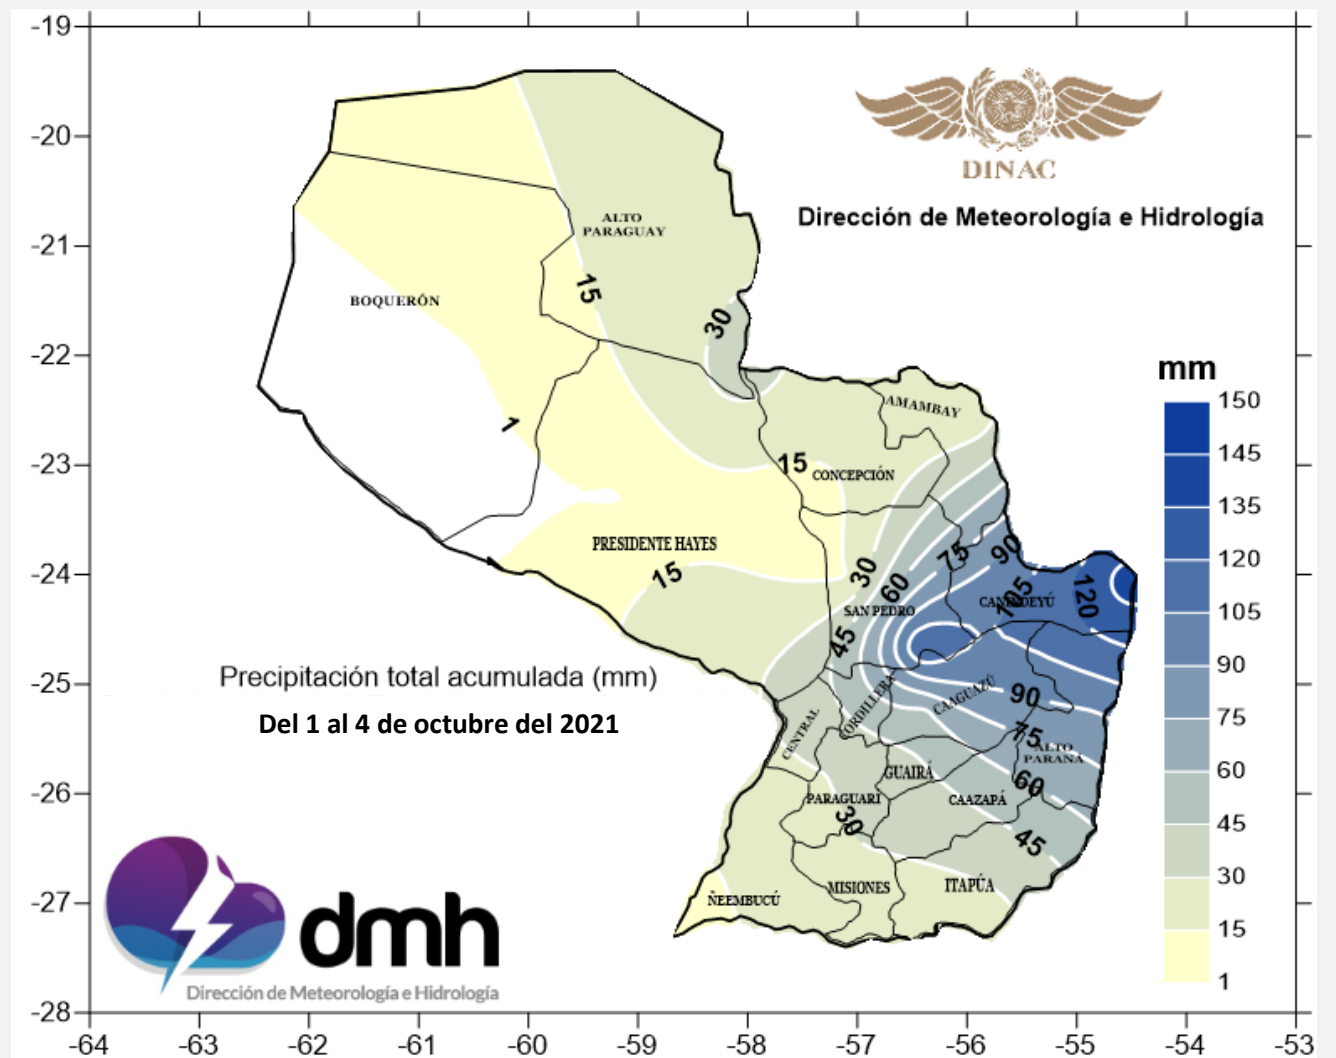 -19
-20
-21
-22
-23
-24
-25
-26
-27
-28
-64
-63
-62
-61
-60
-59
-58
-57
-56
-55
-54
-53
DINAC
Dirección de Meteorología e Hidrología
ALTO
PARAGUAY
BOQUERÓN
15
30
1
AMAMBAY
15
CONCEPCIÓN
PRESIDENTE HAYES
15
30
60
75
90
105
120
CANINDEYÚ
SAN PEDRO
45
CORDILLERA
CAAGUAZÚ
90
75
ALTO
PARANÁ
CENTRAL
GUAIRÁ
60
PARAGUARI
CAAZAPÁ
30
45
ÑEEMBUCÚ
MISIONES
ITAPÚA
mm
150
145
135
120
105
90
75
60
45
30
15
1
Precipitación total acumulada (mm)
Del 1 al 4 de octubre del 2021
dmh
Dirección de Meteorología e Hidrología